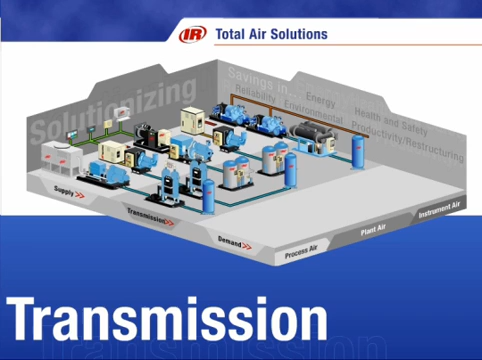 IR Total Air Solutions
Solutionizing
Savings in...
Energy
Health and Safety
Reliability Environmental Productivity/Restructuring
Supply >>
Transmission >>
Demand >>
Process Air
Plant Air
Instrument Air
Transmission
Transmission